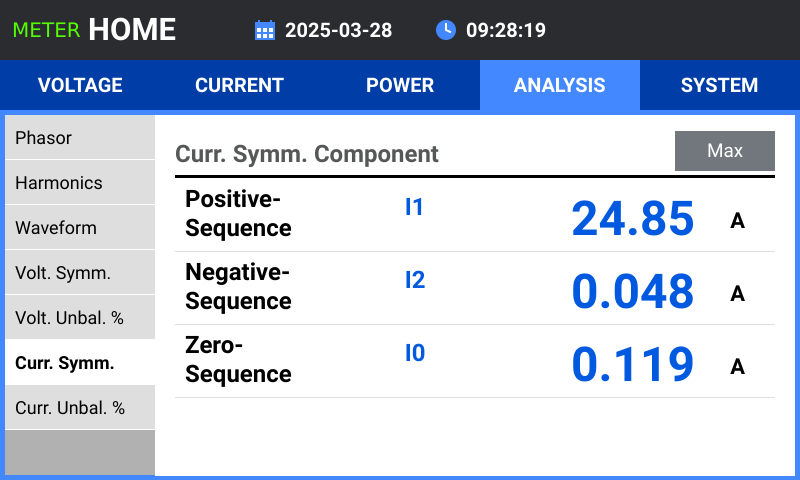 METER HOME 2025-03-28 09:28:19
VOLTAGE CURRENT POWER ANALYSIS SYSTEM
Phasor
Harmonics
Waveform
Volt. Symm.
Volt. Unbal. %
Curr. Symm.
Curr. Unbal. %
Curr. Symm. Component Max
Positive-
Sequence I1 24.85 A
Negative-
Sequence I2 0.048 A
Zero-
Sequence I0 0.119 A